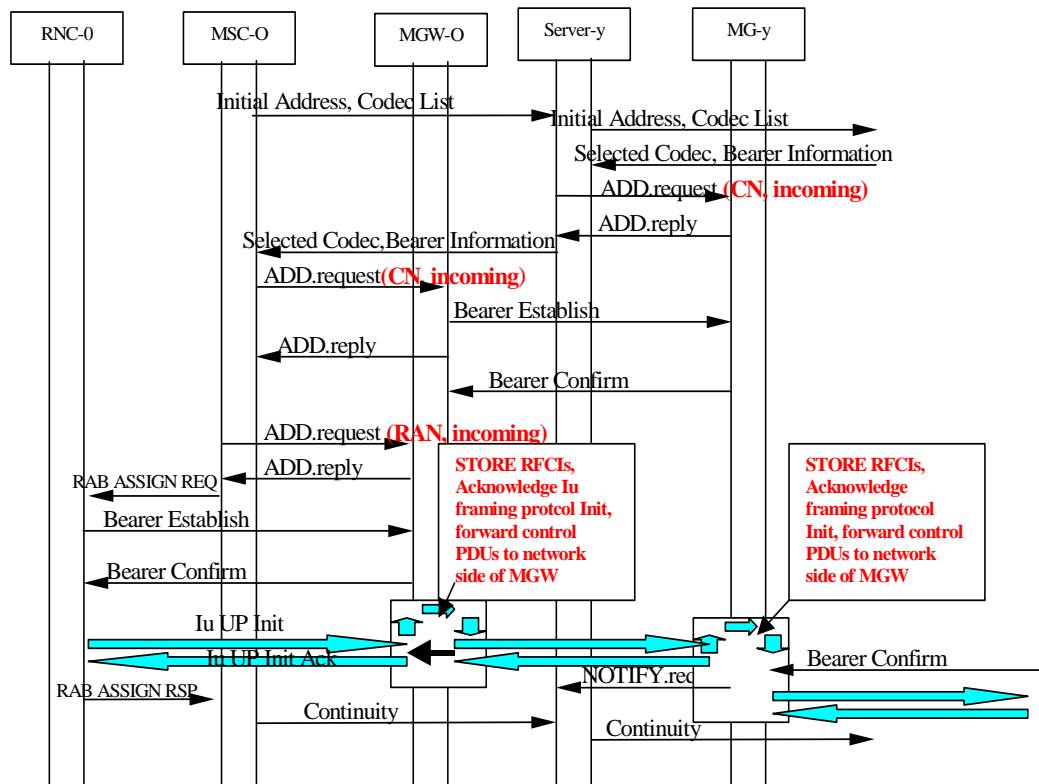 RNC-0
MSC-O
MGW-O
Server-y
MG-y
Initial Address, Codec List
Initial Address, Codec List
Selected Codec, Bearer Information
ADD.request (CN, incoming)
ADD.reply
Selected Codec,Bearer Information
ADD.request(CN, incoming)
Bearer Establish
ADD.reply
Bearer Confirm
ADD.request (RAN, incoming)
ADD.reply
RAB ASSIGN REQ
Bearer Establish
Bearer Confirm
STORE RFCIs,
Acknowledge Iu
framing protcol Init,
forward control
PDUs to network
side of MGW
STORE RFCIs,
Acknowledge
framing protocol
Init, forward control
PDUs to network
side of MGW
Iu UP Init
Iu UP Init Ack
Bearer Confirm
NOTIFY.req
RAB ASSIGN RSP
Continuity
Continuity